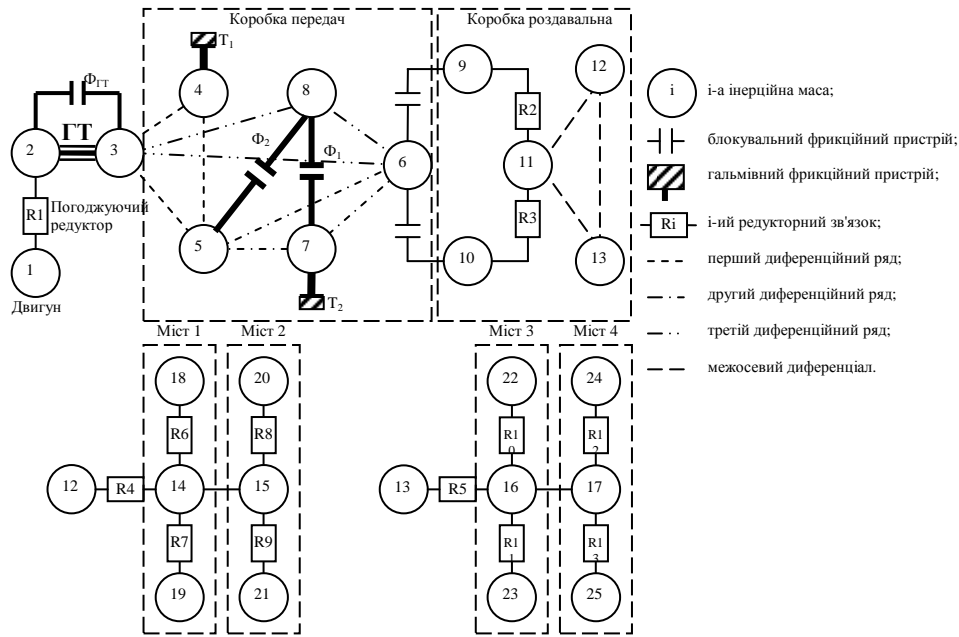 Коробка передач
Коробка роздавальна
Т1
ФГТ
ГТ
Ф2
Ф1
Т2
1
2
3
4
5
6
7
8
9
10
11
12
13
R1
R2
R3
Погоджуючий
редуктор
Двигун
i
i-а інерційна маса;
блокувальний фрикційний пристрій;
гальмівний фрикційний пристрій;
Ri
i-ий редукторний зв'язок;
перший диференційний ряд;
другий диференційний ряд;
третій диференційний ряд;
межосевий диференціал.
Міст 1
Міст 2
Міст 3
Міст 4
18
20
22
24
R6
R8
R10
R12
12
R4
14
15
13
R5
16
17
R7
R9
R11
R13
19
21
23
25